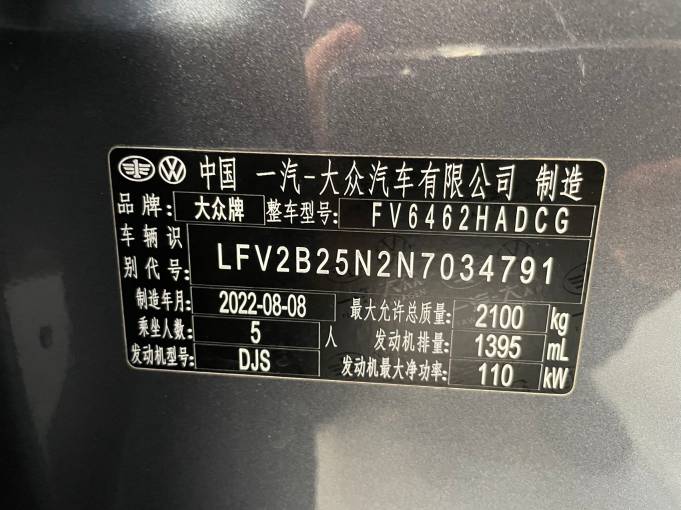 中国 一汽-大众汽车有限公司 制造
品牌: 大众牌 整车型号: FV6462HADCG
车辆识别代号: LFV2B25N2N7034791
制造年月: 2022-08-08 最大允许总质量: 2100 kg
乘坐人数: 5 人 发动机排量: 1395 mL
发动机型号: DJS 发动机最大净功率: 110 kW